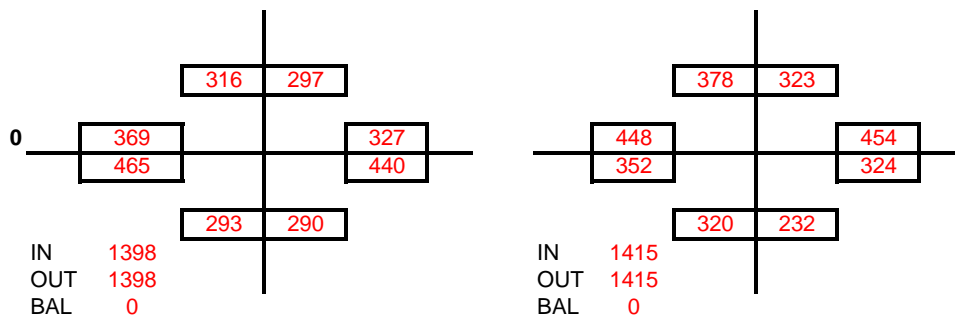 316 297 378 323
0 369 327 448 454
465 440 352 324
293 290 320 232
IN 1398 IN 1415
OUT 1398 OUT 1415
BAL 0 BAL 0